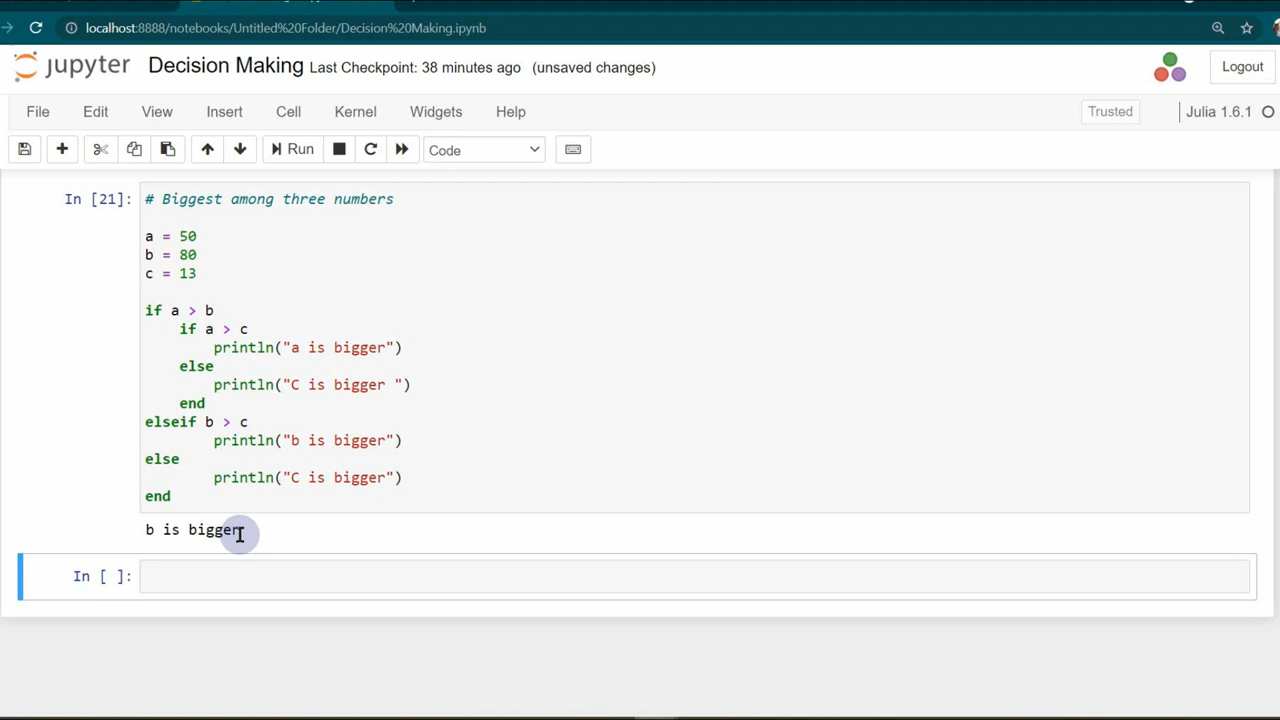 localhost:8888/notebooks/Untitled%20Folder/Decision%20Making.ipynb
jupyter Decision Making Last Checkpoint: 38 minutes ago (unsaved changes) Logout
File Edit View Insert Cell Kernel Widgets Help Trusted Julia 1.6.1
Run Code
In [21]: # Biggest among three numbers
a = 50
b = 80
c = 13
if a > b
    if a > c
        println("a is bigger")
    else
        println("C is bigger ")
    end
elseif b > c
        println("b is bigger")
else
        println("C is bigger")
end
b is bigger
In [ ]: